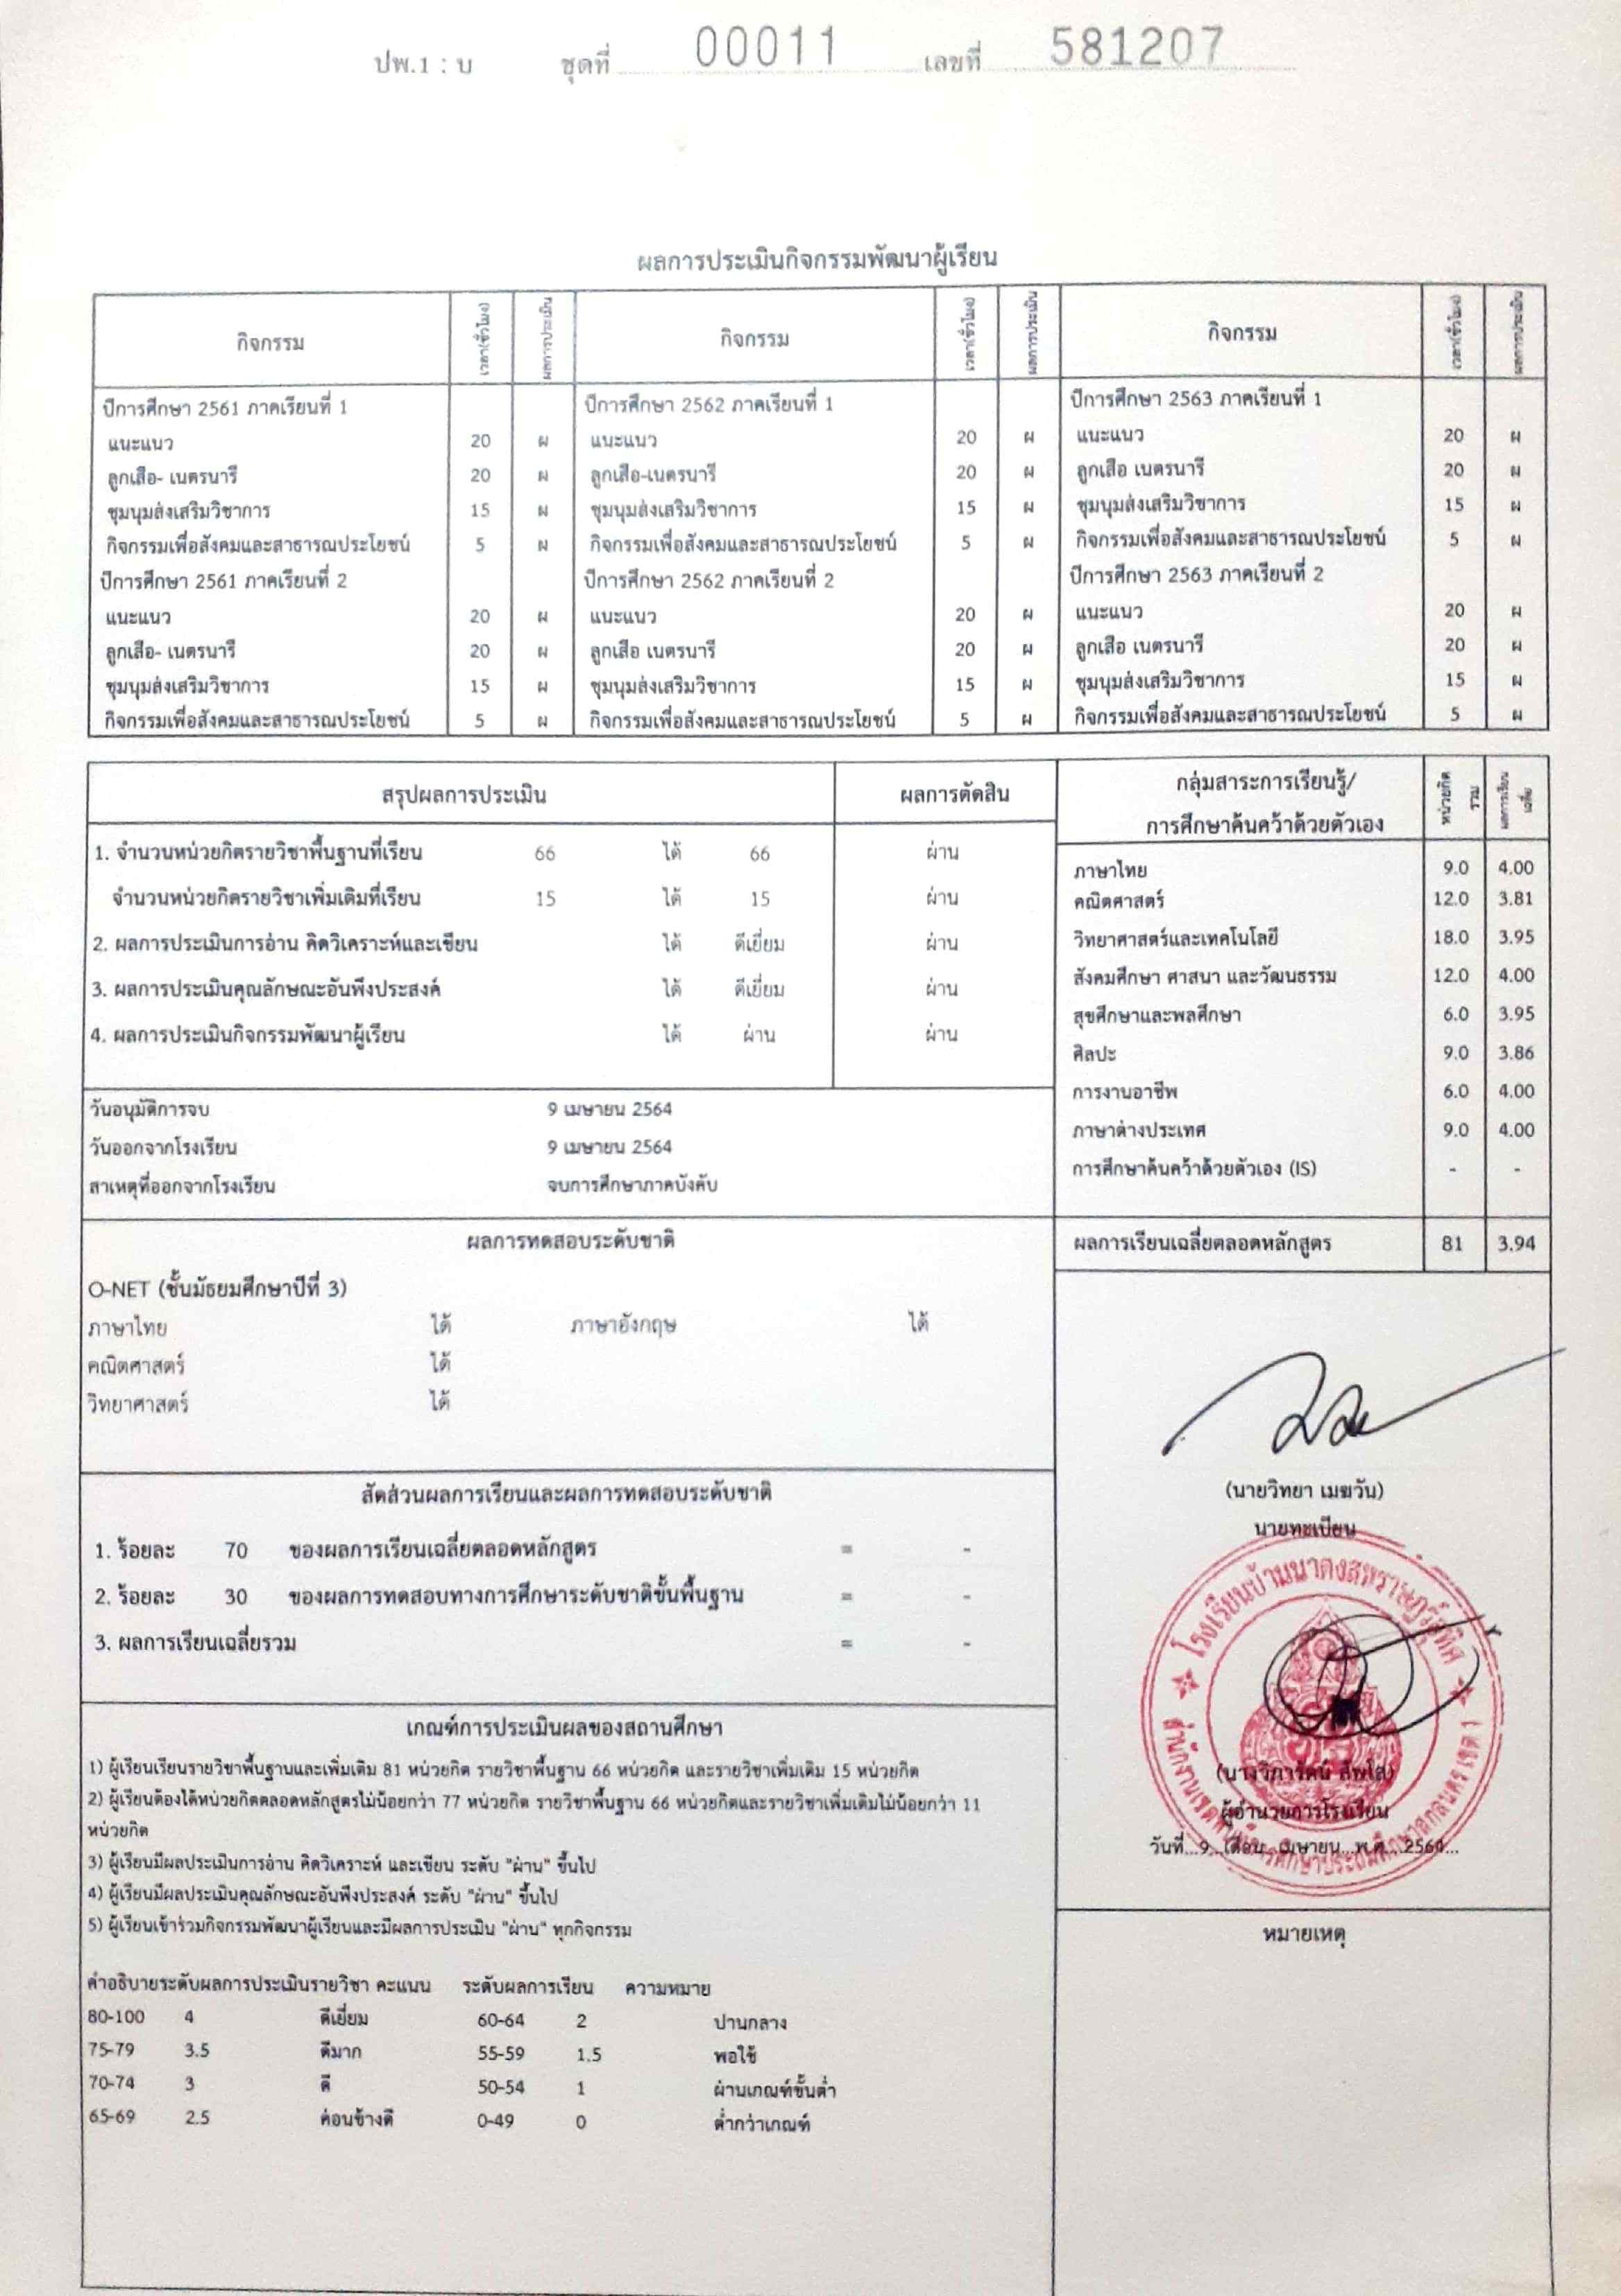 ปพ.1 : บ ชุดที่ 00011 เลขที่ 581207
ผลการประเมินกิจกรรมพัฒนาผู้เรียน
กิจกรรม เวลา(ชั่วโมง) ผลการประเมิน กิจกรรม เวลา(ชั่วโมง) ผลการประเมิน กิจกรรม เวลา(ชั่วโมง) ผลการประเมิน
ปีการศึกษา 2561 ภาคเรียนที่ 1 ปีการศึกษา 2562 ภาคเรียนที่ 1 ปีการศึกษา 2563 ภาคเรียนที่ 1
แนะแนว 20 ผ แนะแนว 20 ผ แนะแนว 20 ผ
ลูกเสือ- เนตรนารี 20 ผ ลูกเสือ-เนตรนารี 20 ผ ลูกเสือ เนตรนารี 20 ผ
ชุมนุมส่งเสริมวิชาการ 15 ผ ชุมนุมส่งเสริมวิชาการ 15 ผ ชุมนุมส่งเสริมวิชาการ 15 ผ
กิจกรรมเพื่อสังคมและสาธารณประโยชน์ 5 ผ กิจกรรมเพื่อสังคมและสาธารณประโยชน์ 5 ผ กิจกรรมเพื่อสังคมและสาธารณประโยชน์ 5 ผ
ปีการศึกษา 2561 ภาคเรียนที่ 2 ปีการศึกษา 2562 ภาคเรียนที่ 2 ปีการศึกษา 2563 ภาคเรียนที่ 2
แนะแนว 20 ผ แนะแนว 20 ผ แนะแนว 20 ผ
ลูกเสือ- เนตรนารี 20 ผ ลูกเสือ เนตรนารี 20 ผ ลูกเสือ เนตรนารี 20 ผ
ชุมนุมส่งเสริมวิชาการ 15 ผ ชุมนุมส่งเสริมวิชาการ 15 ผ ชุมนุมส่งเสริมวิชาการ 15 ผ
กิจกรรมเพื่อสังคมและสาธารณประโยชน์ 5 ผ กิจกรรมเพื่อสังคมและสาธารณประโยชน์ 5 ผ กิจกรรมเพื่อสังคมและสาธารณประโยชน์ 5 ผ
สรุปผลการประเมิน ผลการตัดสิน
1. จำนวนหน่วยกิตรายวิชาพื้นฐานที่เรียน 66 ได้ 66 ผ่าน
จำนวนหน่วยกิตรายวิชาเพิ่มเติมที่เรียน 15 ได้ 15 ผ่าน
2. ผลการประเมินการอ่าน คิดวิเคราะห์และเขียน ได้ ดีเยี่ยม ผ่าน
3. ผลการประเมินคุณลักษณะอันพึงประสงค์ ได้ ดีเยี่ยม ผ่าน
4. ผลการประเมินกิจกรรมพัฒนาผู้เรียน ได้ ผ่าน ผ่าน
วันอนุมัติการจบ 9 เมษายน 2564
วันออกจากโรงเรียน 9 เมษายน 2564
สาเหตุที่ออกจากโรงเรียน จบการศึกษาภาคบังคับ
กลุ่มสาระการเรียนรู้/
การศึกษาค้นคว้าด้วยตัวเอง หน่วยกิตรวม ผลการเรียนเฉลี่ย
ภาษาไทย 9.0 4.00
คณิตศาสตร์ 12.0 3.81
วิทยาศาสตร์และเทคโนโลยี 18.0 3.95
สังคมศึกษา ศาสนา และวัฒนธรรม 12.0 4.00
สุขศึกษาและพลศึกษา 6.0 3.95
ศิลปะ 9.0 3.86
การงานอาชีพ 6.0 4.00
ภาษาต่างประเทศ 9.0 4.00
การศึกษาค้นคว้าด้วยตัวเอง (IS) - -
ผลการเรียนเฉลี่ยตลอดหลักสูตร 81 3.94
ผลการทดสอบระดับชาติ
O-NET (ชั้นมัธยมศึกษาปีที่ 3)
ภาษาไทย ได้ ภาษาอังกฤษ ได้
คณิตศาสตร์ ได้
วิทยาศาสตร์ ได้
สัดส่วนผลการเรียนและผลการทดสอบระดับชาติ
1. ร้อยละ 70 ของผลการเรียนเฉลี่ยตลอดหลักสูตร = -
2. ร้อยละ 30 ของผลการทดสอบทางการศึกษาระดับชาติขั้นพื้นฐาน = -
3. ผลการเรียนเฉลี่ยรวม = -
เกณฑ์การประเมินผลของสถานศึกษา
1) ผู้เรียนเรียนรายวิชาพื้นฐานและเพิ่มเติม 81 หน่วยกิต รายวิชาพื้นฐาน 66 หน่วยกิต และรายวิชาเพิ่มเติม 15 หน่วยกิต
2) ผู้เรียนต้องได้หน่วยกิตตลอดหลักสูตรไม่น้อยกว่า 77 หน่วยกิต รายวิชาพื้นฐาน 66 หน่วยกิตและรายวิชาเพิ่มเติมไม่น้อยกว่า 11
หน่วยกิต
3) ผู้เรียนมีผลประเมินการอ่าน คิดวิเคราะห์ และเขียน ระดับ "ผ่าน" ขึ้นไป
4) ผู้เรียนมีผลประเมินคุณลักษณะอันพึงประสงค์ ระดับ "ผ่าน" ขึ้นไป
5) ผู้เรียนเข้าร่วมกิจกรรมพัฒนาผู้เรียนและมีผลการประเมิน "ผ่าน" ทุกกิจกรรม
คำอธิบายระดับผลการประเมินรายวิชา คะแนน ระดับผลการเรียน ความหมาย
80-100 4 ดีเยี่ยม 60-64 2 ปานกลาง
75-79 3.5 ดีมาก 55-59 1.5 พอใช้
70-74 3 ดี 50-54 1 ผ่านเกณฑ์ขั้นต่ำ
65-69 2.5 ค่อนข้างดี 0-49 0 ต่ำกว่าเกณฑ์
(นายวิทยา เมฆวัน)
นายทะเบียน
โรงเรียนบ้านนาดงสหราษฎร์อุทิศ
(นางวิภารัตน์
ผู้อำนวยการโรงเรียน
วันที่...9...เดือน...เมษายน...พ.ศ....2564...
สำนักงานเขตพื้นที่การศึกษาประถมศึกษาสกลนคร เขต 1
หมายเหตุ